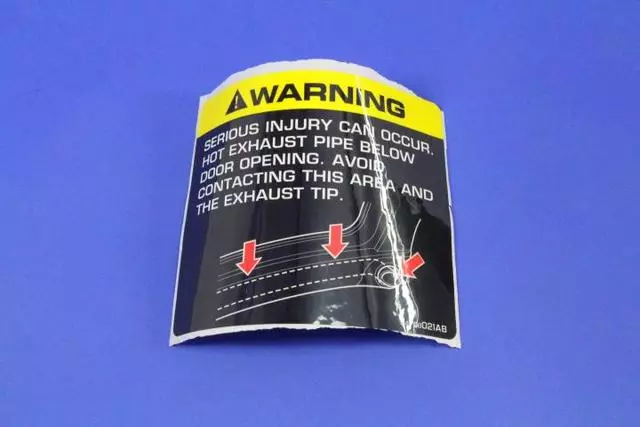 WARNING
SERIOUS INJURY CAN OCCUR.
HOT EXHAUST PIPE BELOW
DOOR OPENING. AVOID
CONTACTING THIS AREA AND
THE EXHAUST TIP.